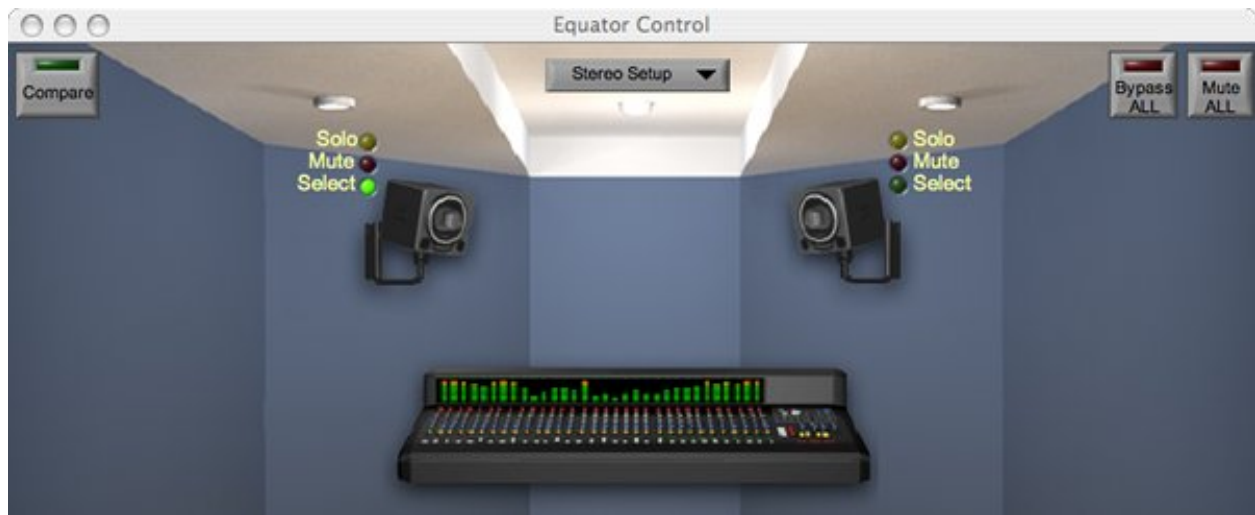 Equator Control
Compare
Stereo Setup
Bypass
ALL
Mute
ALL
Solo
Mute
Select
Solo
Mute
Select